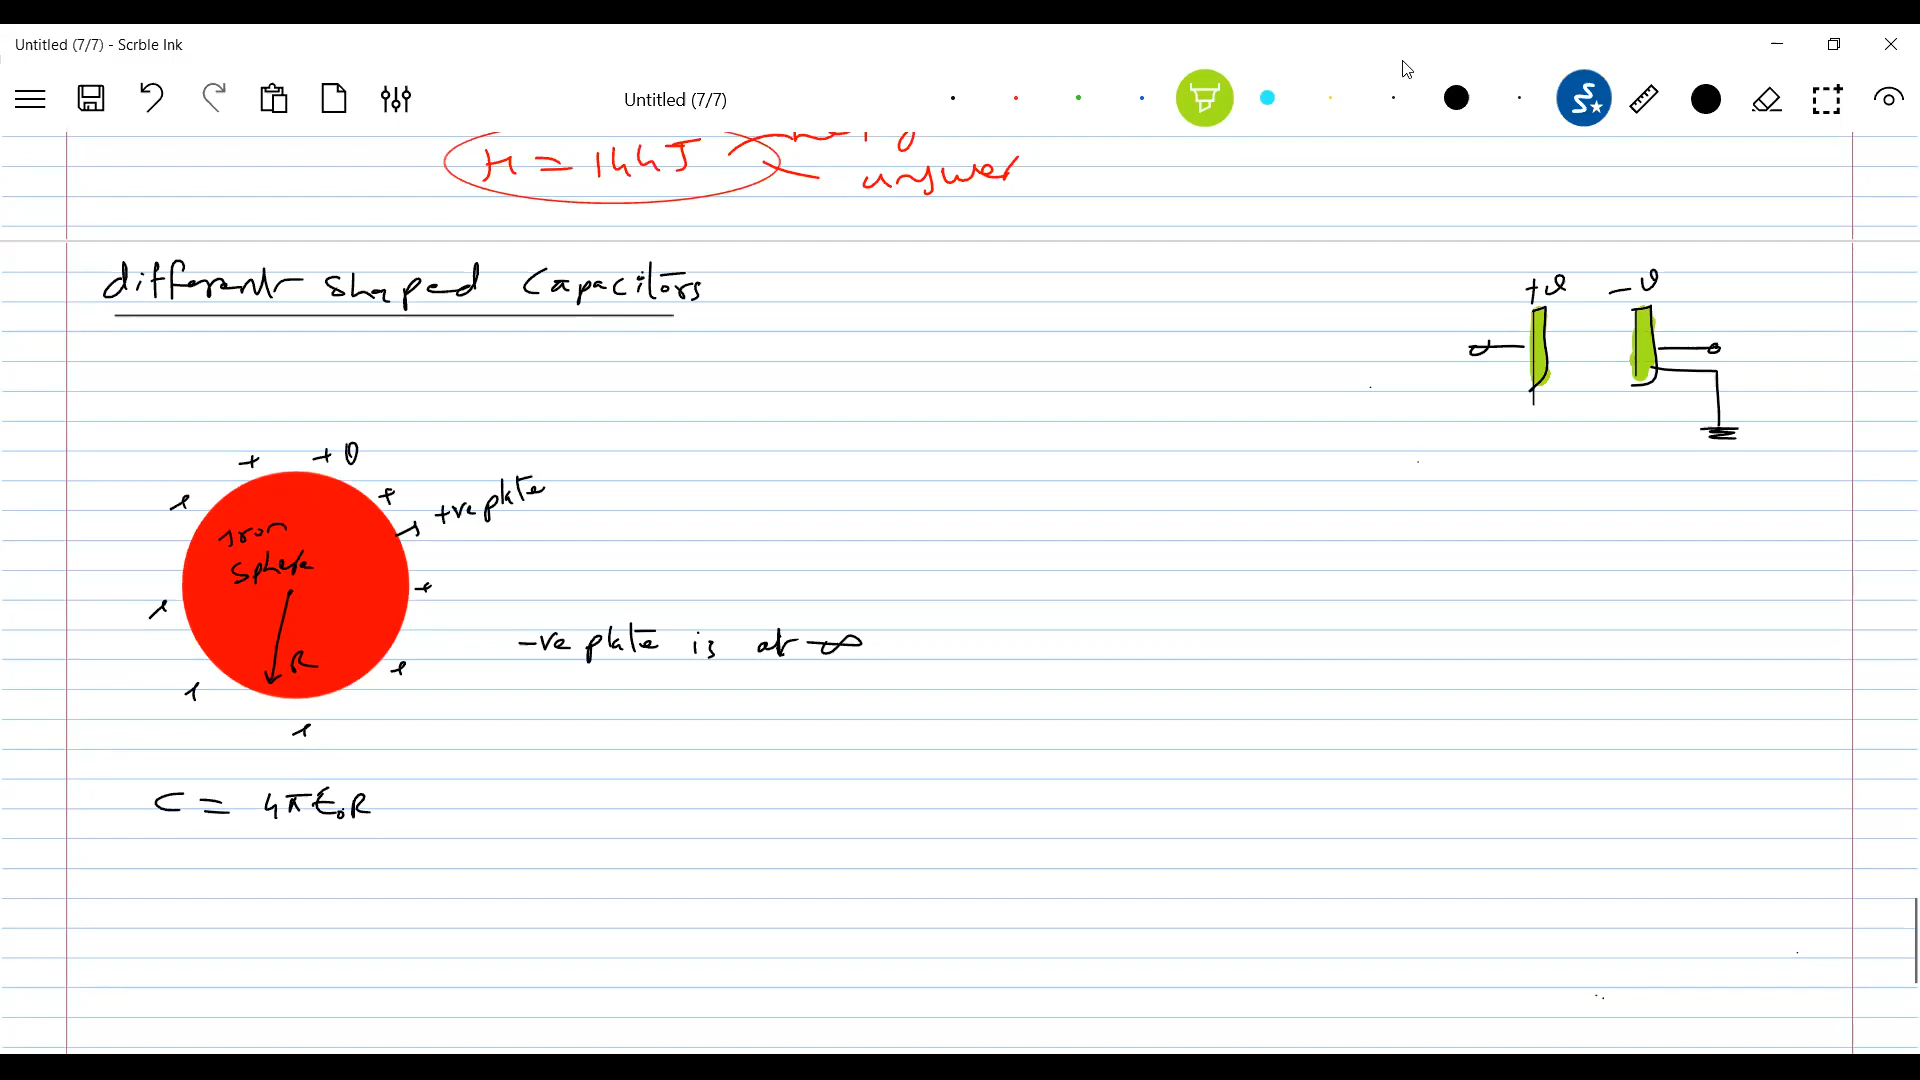 Untitled (7/7) - Scrble Ink
Untitled (7/7)
H = 144J
answer
different shaped Capacitors
+Q -Q
+ + Q
+ +
+ve plate
Iron
Sphere
+ +
-ve plate is at ∞
R
+ +
+
C = 4πε₀R